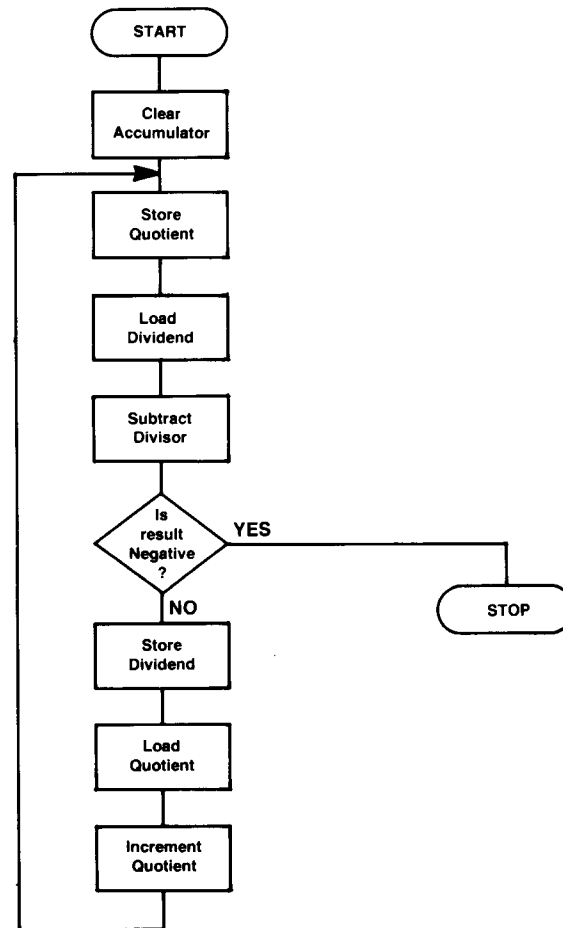 START
Clear
Accumulator
Store
Quotient
Load
Dividend
Subtract
Divisor
Is
result
Negative
?
YES
STOP
NO
Store
Dividend
Load
Quotient
Increment
Quotient